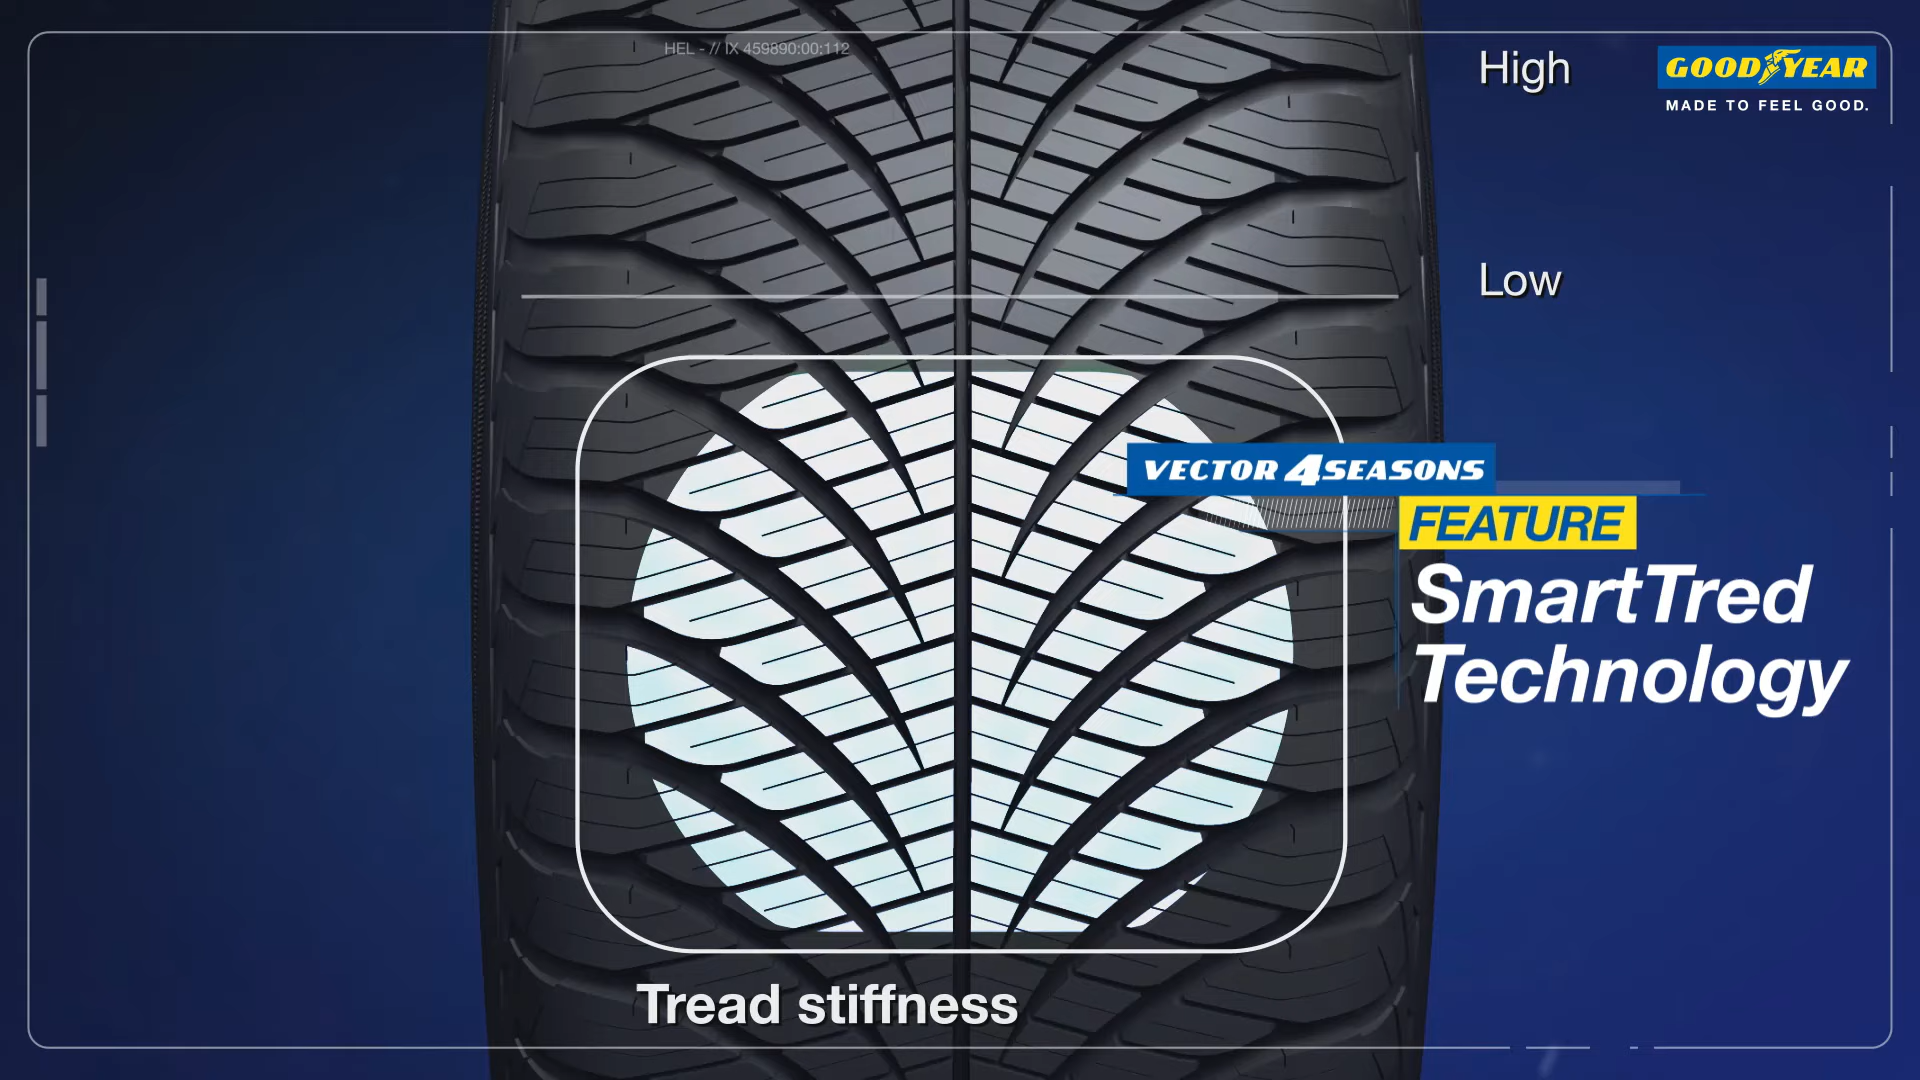 HEL - // IX 459890:00:112
High
GOODYEAR
MADE TO FEEL GOOD.
Low
VECTOR 4SEASONS
FEATURE
SmartTred
Technology
Tread stiffness